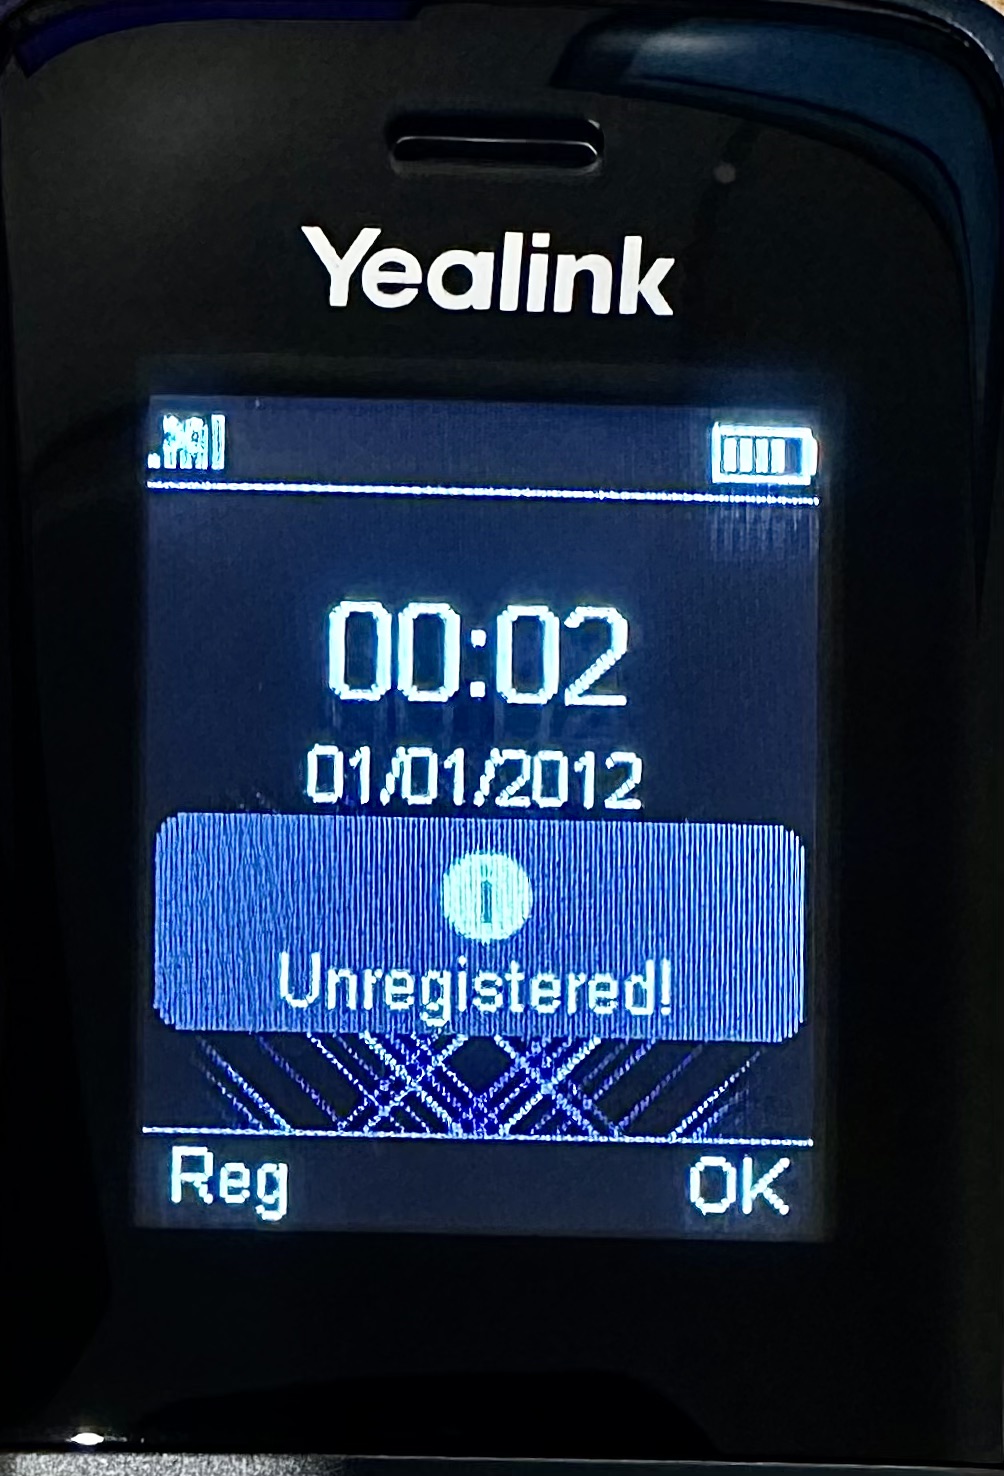 Yealink
00:02
01/01/2012
Unregistered!
Reg
OK